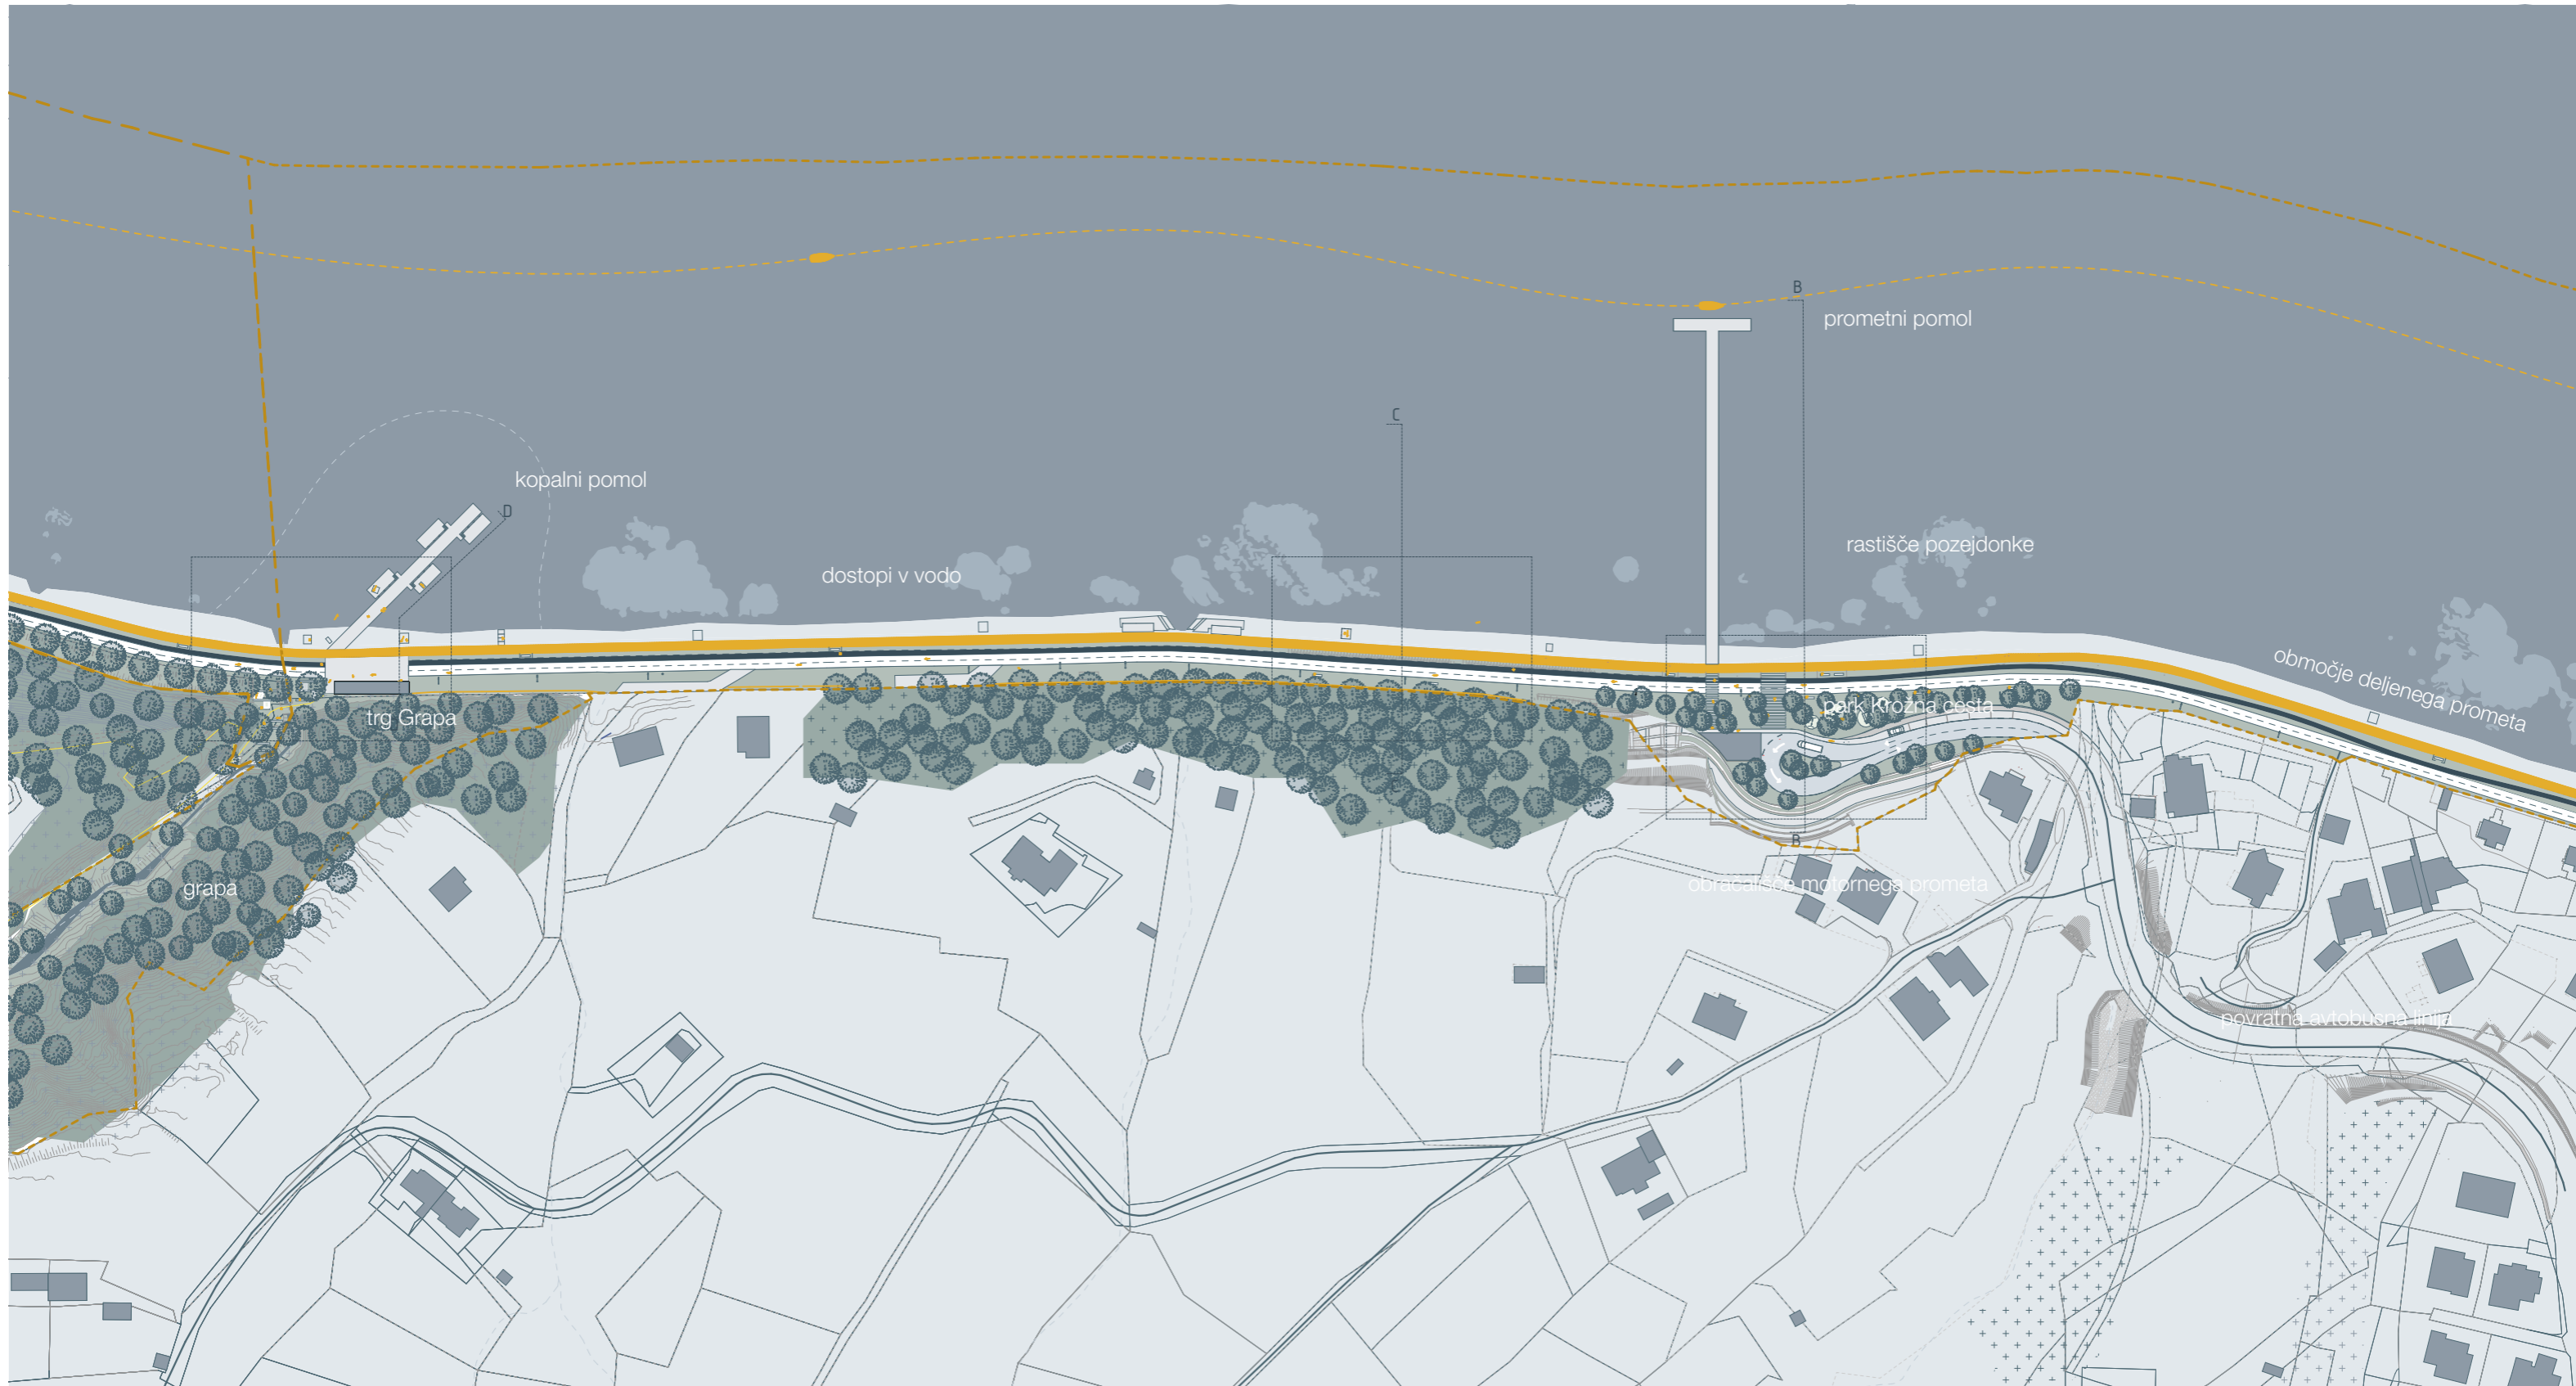 B
prometni pomol
C
kopalni pomol
D
rastišče pozejdonke
dostopi v vodo
območje deljenega prometa
park Krožna cesta
trg Grapa
C
B
obračališče motornega prometa
grapa
povratna avtobusna linija